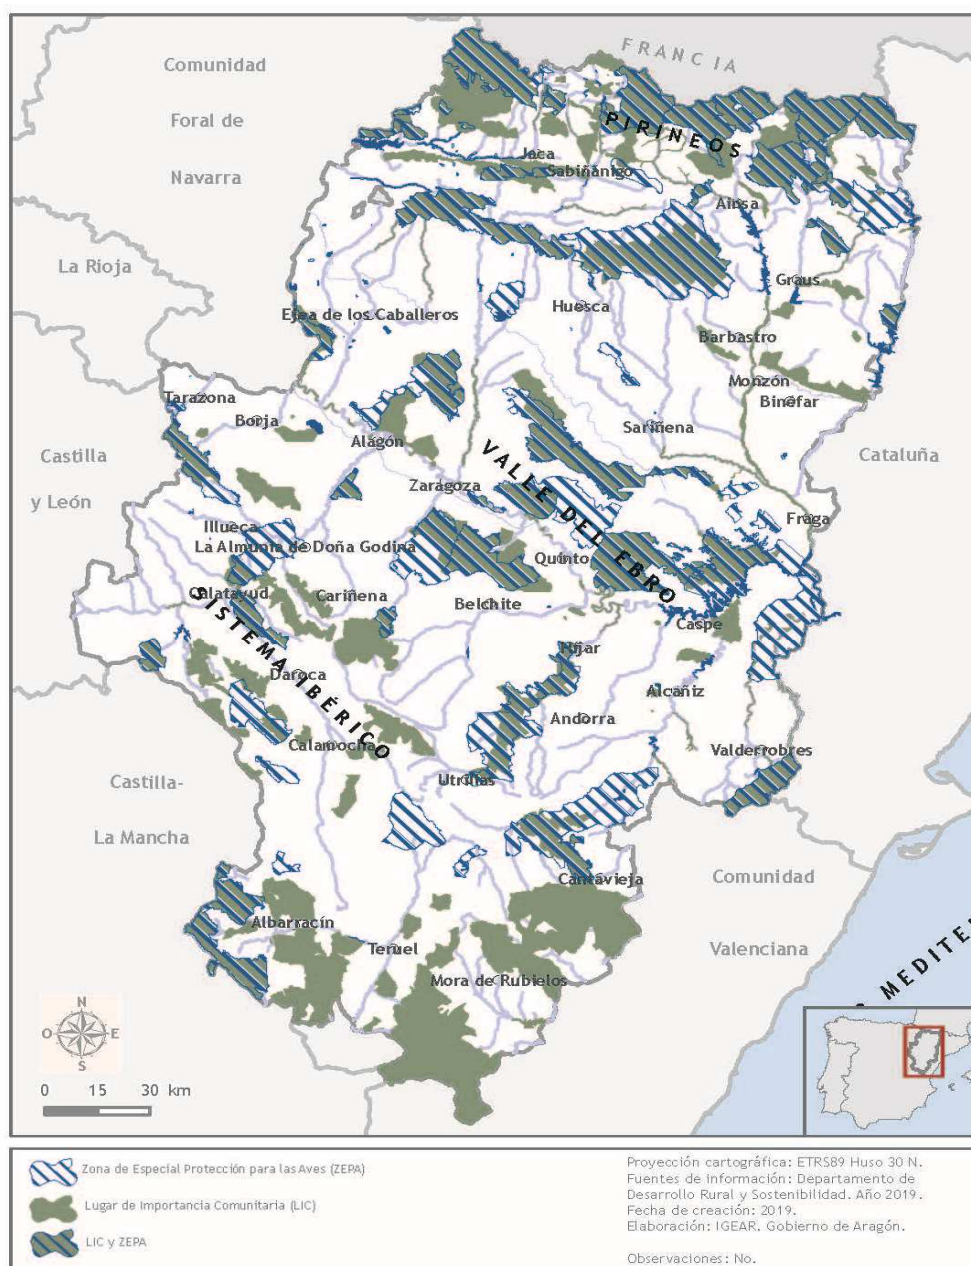 FRANCIA
Comunidad
Foral de
Navarra
PIRINEOS
Jaca
Sabiñánigo
Aínsa
La Rioja
Graus
Huesca
Ejea de los Caballeros
Barbastro
Monzón
Binéfar
Tarazona
Borja
Sariñena
Alagón
Castilla
y León
Cataluña
VALLE DEL EBRO
Zaragoza
Fraga
Illueca
La Almunia de Doña Godina
Quinto
Calatayud
Cariñena
Belchite
Caspe
SISTEMA IBÉRICO
Híjar
Daroca
Alcañiz
Andorra
Calamocha
Valderrobres
Utrillas
Castilla-
La Mancha
Cantavieja
Comunidad
Valenciana
Albarracín
Teruel
Mora de Rubielos
MEDITE
N
O E
S
0 15 30 km
Zona de Especial Protección para las Aves (ZEPA)
Lugar de Importancia Comunitaria (LIC)
LIC y ZEPA
Proyección cartográfica: ETRS89 Huso 30 N.
Fuentes de Información: Departamento de
Desarrollo Rural y Sostenibilidad. Año 2019.
Fecha de creación: 2019.
Elaboración: IGEAR. Gobierno de Aragón.
Observaciones: No.